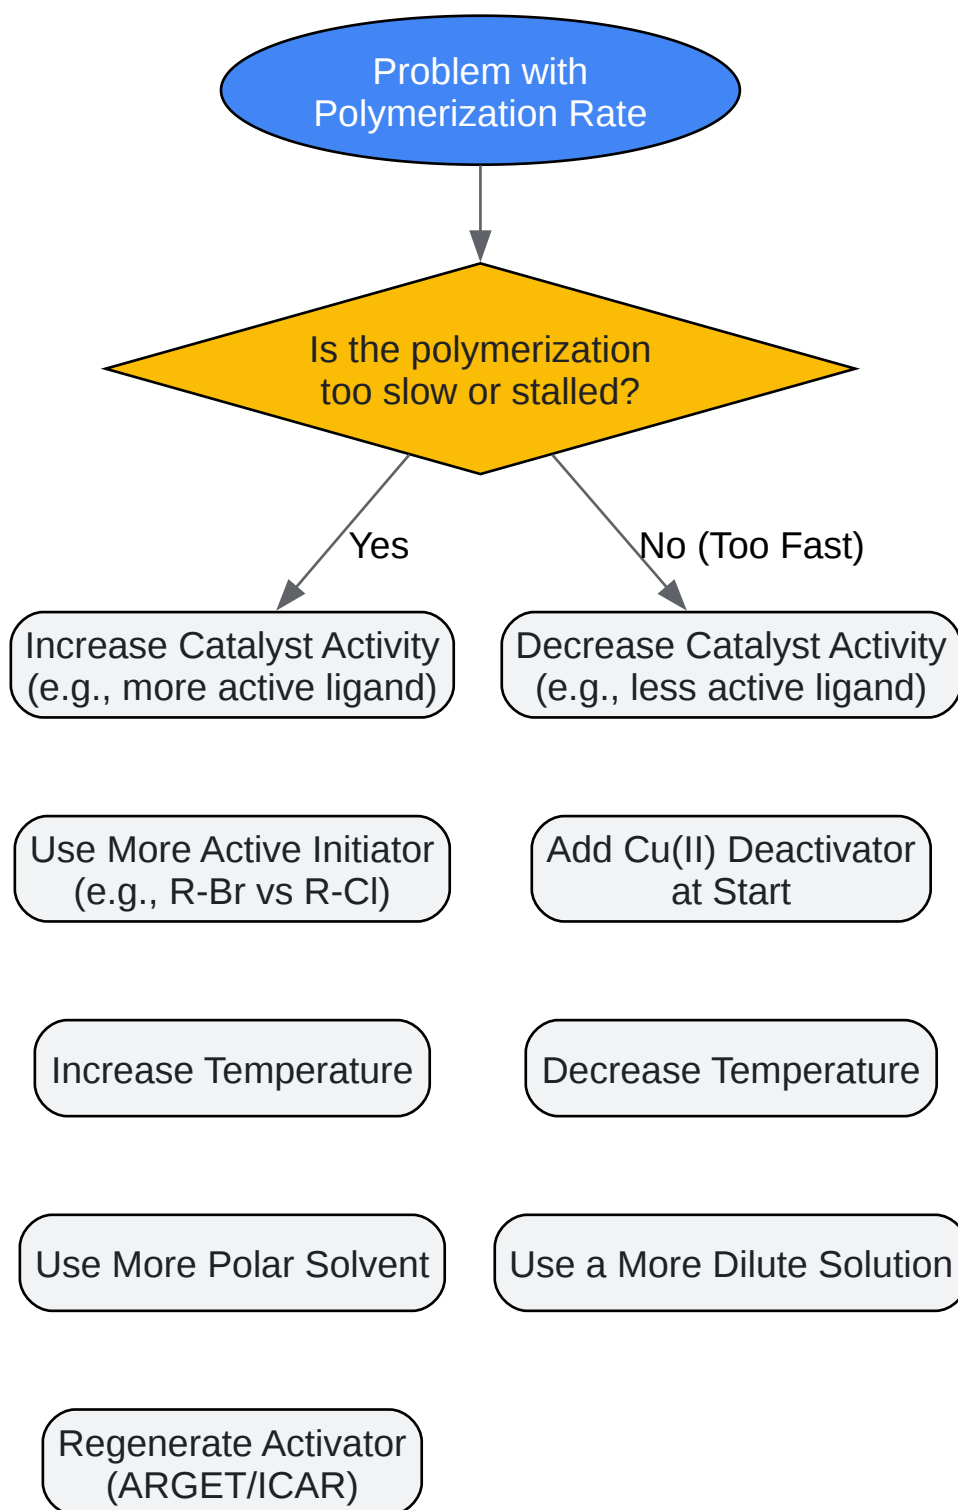 Problem with
Polymerization Rate
Is the polymerization
too slow or stalled?
Yes
No (Too Fast)
Increase Catalyst Activity
(e.g., more active ligand)
Decrease Catalyst Activity
(e.g., less active ligand)
Use More Active Initiator
(e.g., R-Br vs R-Cl)
Add Cu(II) Deactivator
at Start
Increase Temperature
Decrease Temperature
Use More Polar Solvent
Use a More Dilute Solution
Regenerate Activator
(ARGET/ICAR)